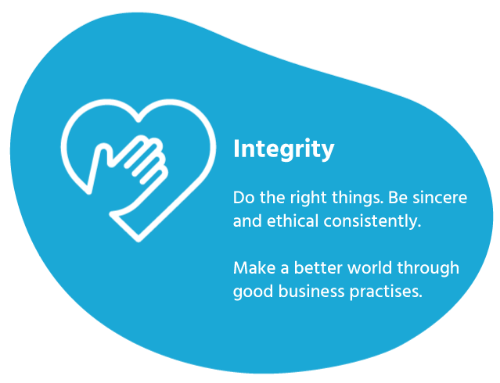 Integrity
Do the right things. Be sincere
and ethical consistently.
Make a better world through
good business practises.